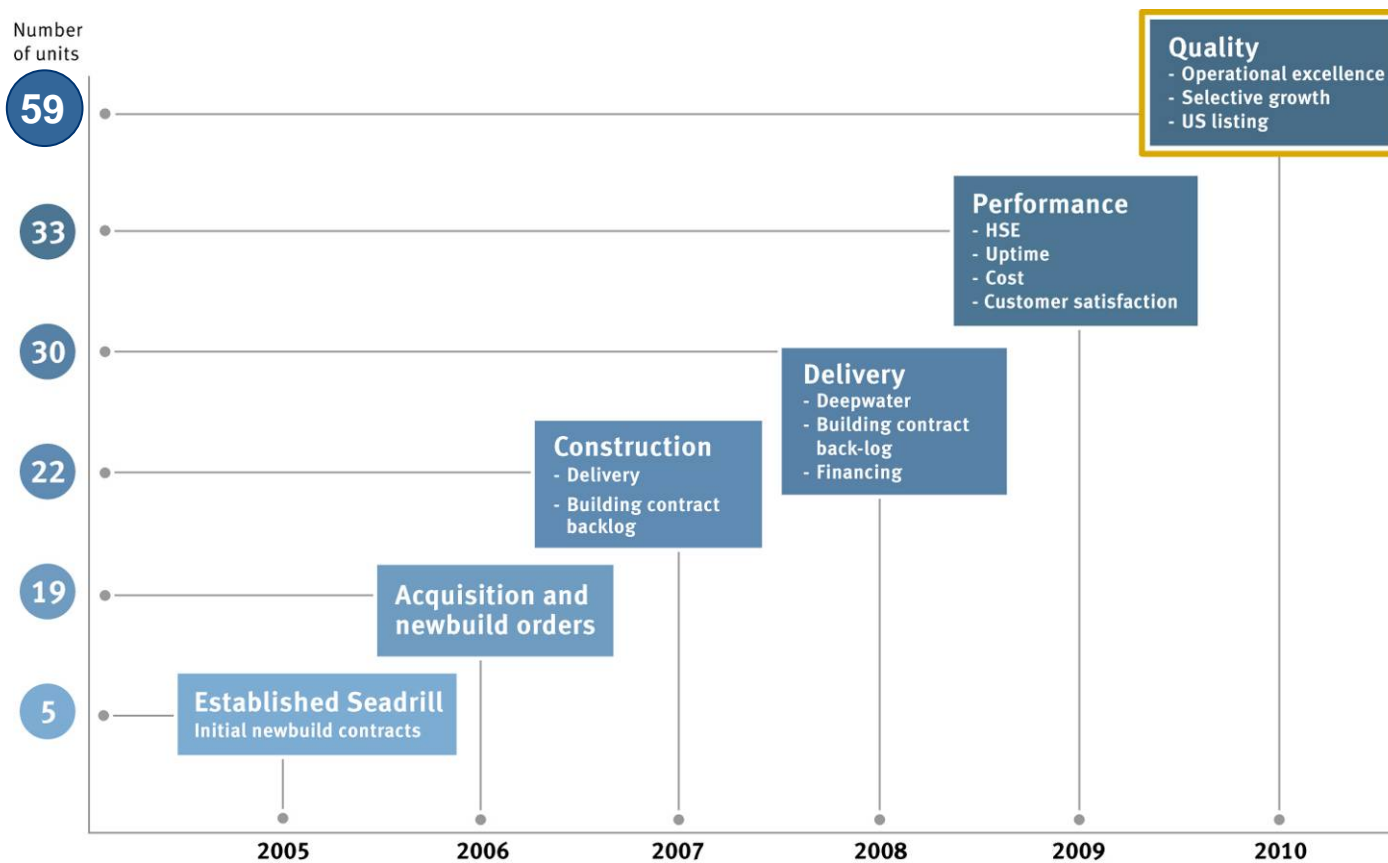 Number
of units
59
Quality
- Operational excellence
- Selective growth
- US listing
33
Performance
- HSE
- Uptime
- Cost
- Customer satisfaction
30
Delivery
- Deepwater
- Building contract
back-log
- Financing
22
Construction
- Delivery
- Building contract
backlog
19
Acquisition and
newbuild orders
5
Established Seadrill
Initial newbuild contracts
2005 2006 2007 2008 2009 2010